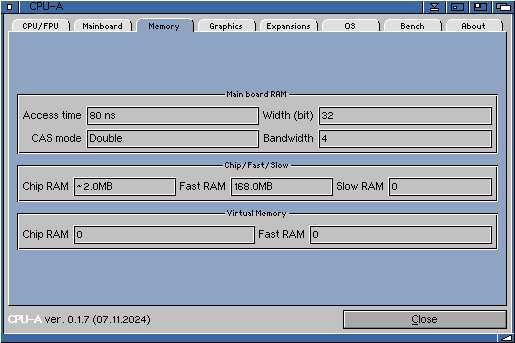 CPU-A
CPU/FPU Mainboard Memory Graphics Expansions OS Bench About
Main board RAM
Access time 80 ns Width (bit) 32
CAS mode Double Bandwidth 4
Chip/Fast/Slow
Chip RAM ~2.0MB Fast RAM 168.0MB Slow RAM 0
Virtual Memory
Chip RAM 0 Fast RAM 0
CPU-A ver. 0.1.7 (07.11.2024) Close